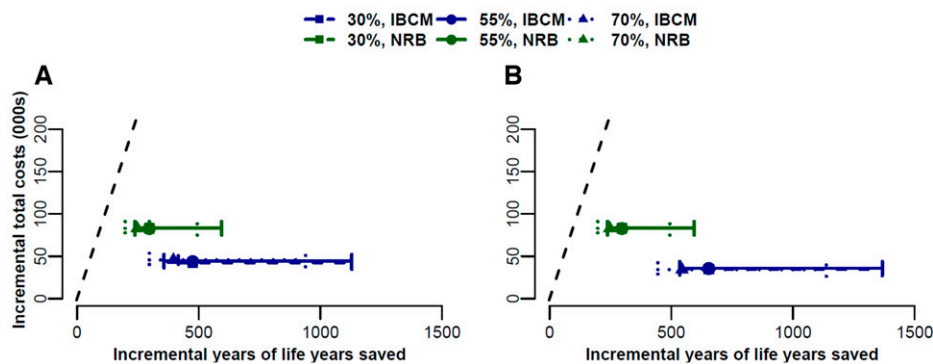 30%, IBCM 55%, IBCM 70%, IBCM
30%, NRB 55%, NRB 70%, NRB
A
Incremental total costs (000s)
200
150
100
50
0
0 500 1000 1500
Incremental years of life years saved
B
200
150
100
50
0
0 500 1000 1500
Incremental years of life years saved